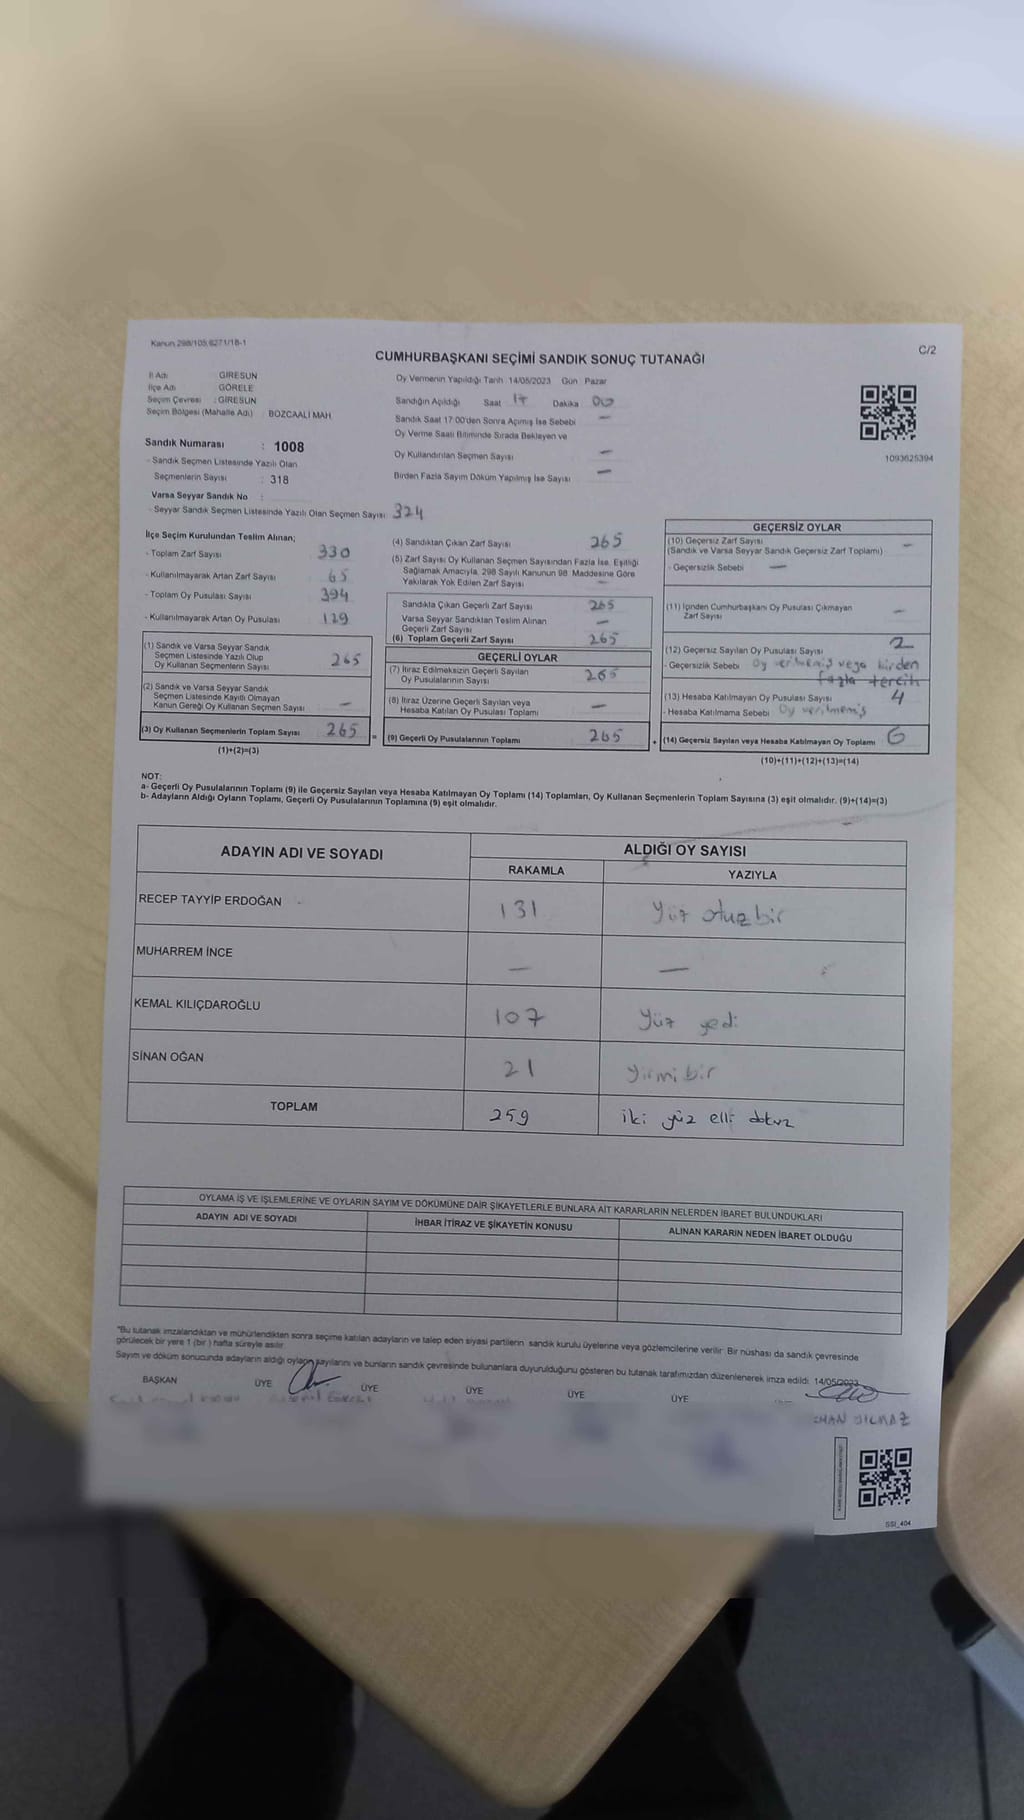 Kanun 298/105;6271/18-1
C/2
CUMHURBAŞKANI SEÇİMİ SANDIK SONUÇ TUTANAĞI
İl Adı GİRESUN
İlçe Adı GÖRELE
Seçim Çevresi : GİRESUN
Seçim Bölgesi (Mahalle Adı) : BOZCAALİ MAH.
Sandık Numarası : 1008
- Sandık Seçmen Listesinde Yazılı Olan
Seçmenlerin Sayısı : 318
Varsa Seyyar Sandık No :
- Seyyar Sandık Seçmen Listesinde Yazılı Olan Seçmen Sayısı 324
Oy Vermenin Yapıldığı Tarih 14/05/2023 Gün Pazar
Sandığın Açıldığı Saat 17 Dakika 00
Sandık Saat 17:00'den Sonra Açımış İse Sebebi —
Oy Verme Saati Bitiminde Sırada Bekleyen ve
Oy Kullandırılan Seçmen Sayısı —
Birden Fazla Sayım Döküm Yapılmış İse Sayısı —
1093625394
İlçe Seçim Kurulundan Teslim Alınan;
- Toplam Zarf Sayısı 330
- Kullanılmayarak Artan Zarf Sayısı 65
- Toplam Oy Pusulası Sayısı 394
- Kullanılmayarak Artan Oy Pusulası 129
(1) Sandık ve Varsa Seyyar Sandık
Seçmen Listesinde Yazılı Olup
Oy Kullanan Seçmenlerin Sayısı 265
(2) Sandık ve Varsa Seyyar Sandık
Seçmen Listesinde Kayıtlı Olmayan
Kanun Gereği Oy Kullanan Seçmen Sayısı —
(3) Oy Kullanan Seçmenlerin Toplam Sayısı 265 =
(1)+(2)=(3)
(4) Sandıktan Çıkan Zarf Sayısı 265
(5) Zarf Sayısı Oy Kullanan Seçmen Sayısından Fazla İse, Eşitliği
Sağlamak Amacıyla, 298 Sayılı Kanunun 98. Maddesine Göre
Yakılarak Yok Edilen Zarf Sayısı —
Sandıkta Çıkan Geçerli Zarf Sayısı 265
Varsa Seyyar Sandıktan Teslim Alınan
Geçerli Zarf Sayısı —
(6) Toplam Geçerli Zarf Sayısı 265
GEÇERLİ OYLAR
(7) İtiraz Edilmeksizin Geçerli Sayılan
Oy Pusulalarının Sayısı 265
(8) İtiraz Üzerine Geçerli Sayılan veya
Hesaba Katılan Oy Pusulası Toplamı —
(9) Geçerli Oy Pusulalarının Toplamı 265 +
GEÇERSİZ OYLAR
(10) Geçersiz Zarf Sayısı —
(Sandık ve Varsa Seyyar Sandık Geçersiz Zarf Toplamı)
- Geçersizlik Sebebi —
(11) İçinden Cumhurbaşkanı Oy Pusulası Çıkmayan
Zarf Sayısı —
(12) Geçersiz Sayılan Oy Pusulası Sayısı 2
- Geçersizlik Sebebi Oy verilmemiş veya birden
fazla tercih
(13) Hesaba Katılmayan Oy Pusulası Sayısı 4
- Hesaba Katılmama Sebebi Oy verilmemiş
(14) Geçersiz Sayılan veya Hesaba Katılmayan Oy Toplamı 6
(10)+(11)+(12)+(13)=(14)
NOT:
a- Geçerli Oy Pusulalarının Toplamı (9) ile Geçersiz Sayılan veya Hesaba Katılmayan Oy Toplamı (14) Toplamları, Oy Kullanan Seçmenlerin Toplam Sayısına (3) eşit olmalıdır. (9)+(14)=(3)
b- Adayların Aldığı Oyların Toplamı, Geçerli Oy Pusulalarının Toplamına (9) eşit olmalıdır.
ADAYIN ADI VE SOYADI ALDIĞI OY SAYISI
RAKAMLA YAZIYLA
RECEP TAYYİP ERDOĞAN 131 Yüz otuz bir
MUHARREM İNCE — —
KEMAL KILIÇDAROĞLU 107 Yüz yedi
SİNAN OĞAN 21 yirmi bir
TOPLAM 259 iki yüz elli dokuz
OYLAMA İŞ VE İŞLEMLERİNE VE OYLARIN SAYIM VE DÖKÜMÜNE DAİR ŞİKAYETLERLE BUNLARA AİT KARARLARIN NELERDEN İBARET BULUNDUKLARI
ADAYIN ADI VE SOYADI İHBAR İTİRAZ VE ŞİKAYETİN KONUSU ALINAN KARARIN NEDEN İBARET OLDUĞU
"Bu tutanak imzalandıktan ve mühürlendikten sonra seçime katılan adayların ve talep eden siyasi partilerin sandık kurulu üyelerine veya gözlemcilerine verilir. Bir nüshası da sandık çevresinde
görülecek bir yere 1 (bir ) hafta süreyle asılır.
Sayım ve döküm sonucunda adayların aldığı oyların sayılarını ve bunların sandık çevresinde bulunanlara duyurulduğunu gösteren bu tutanak tarafımızdan düzenlenerek imza edildi. 14/05/2023
BAŞKAN ÜYE ÜYE ÜYE ÜYE ÜYE
YILMAZ
SSI_404